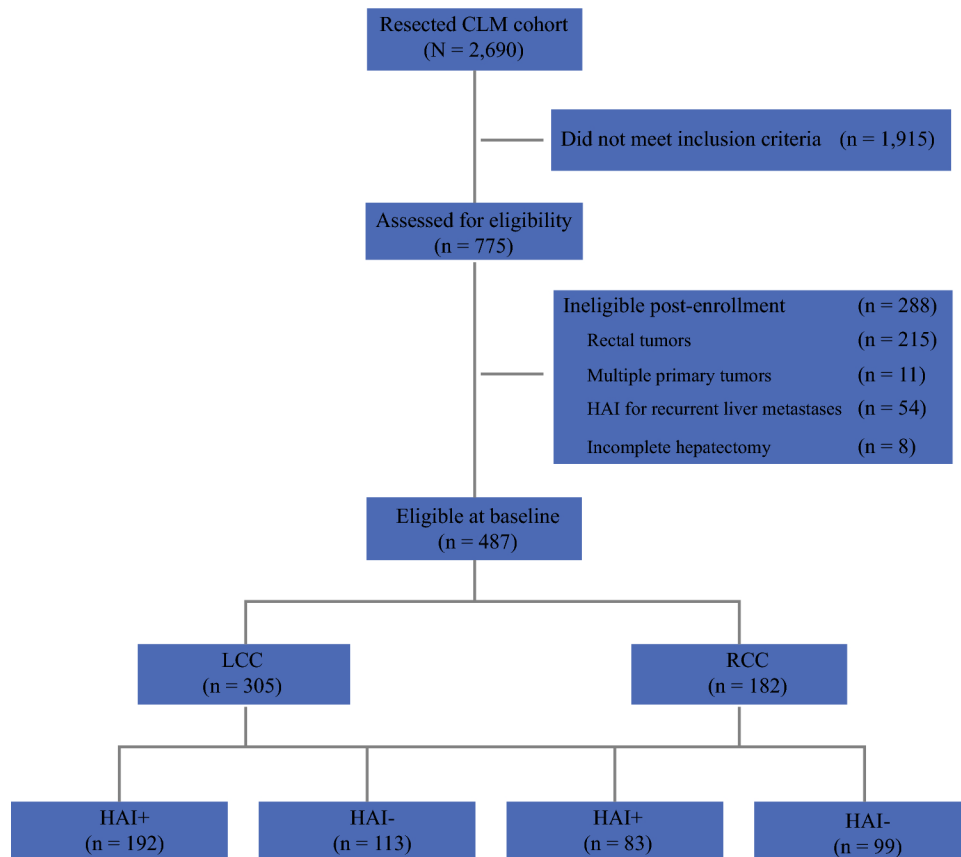 Resected CLM cohort
(N = 2,690)
Did not meet inclusion criteria (n = 1,915)
Assessed for eligibility
(n = 775)
Ineligible post-enrollment (n = 288)
Rectal tumors (n = 215)
Multiple primary tumors (n = 11)
HAI for recurrent liver metastases (n = 54)
Incomplete hepatectomy (n = 8)
Eligible at baseline
(n = 487)
LCC
(n = 305)
RCC
(n = 182)
HAI+
(n = 192)
HAI-
(n = 113)
HAI+
(n = 83)
HAI-
(n = 99)